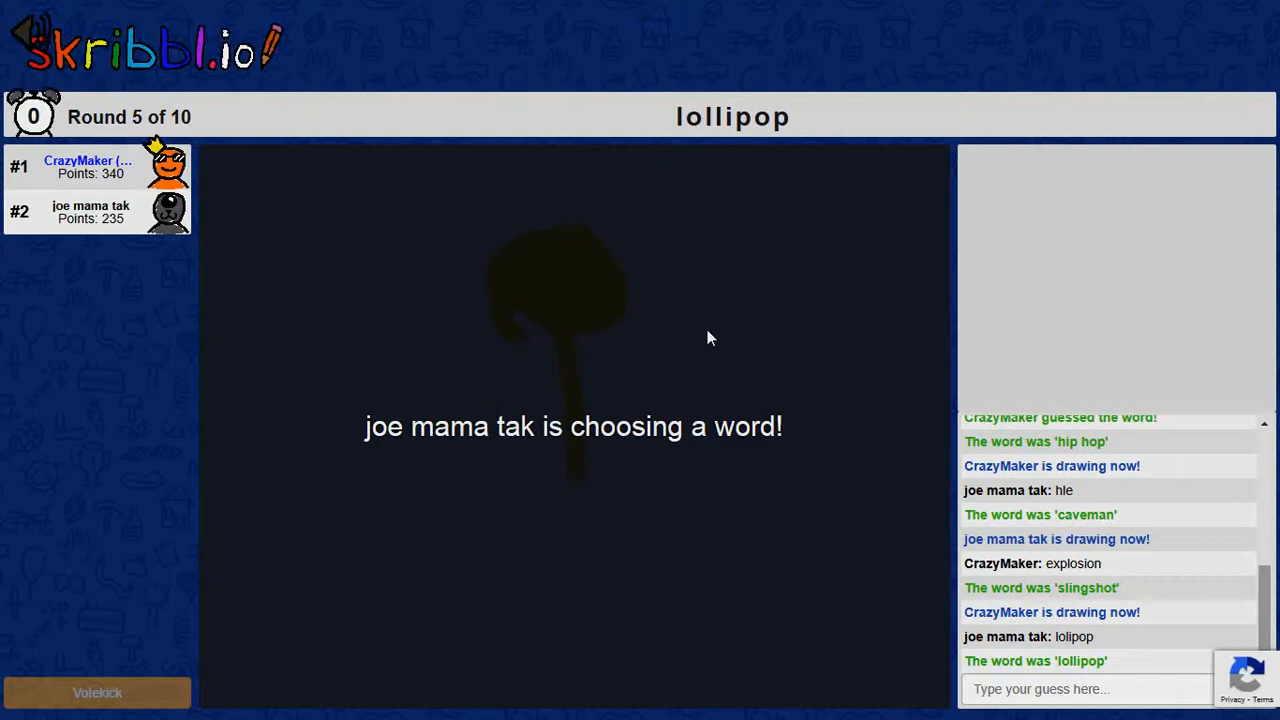 skribbl.io
0
Round 5 of 10
lollipop
#1
CrazyMaker (...
Points: 340
#2
joe mama tak
Points: 235
joe mama tak is choosing a word!
CrazyMaker guessed the word!
The word was 'hip hop'
CrazyMaker is drawing now!
joe mama tak: hle
The word was 'caveman'
joe mama tak is drawing now!
CrazyMaker: explosion
The word was 'slingshot'
CrazyMaker is drawing now!
joe mama tak: lolipop
The word was 'lollipop'
Type your guess here...
Privacy - Terms
Votekick